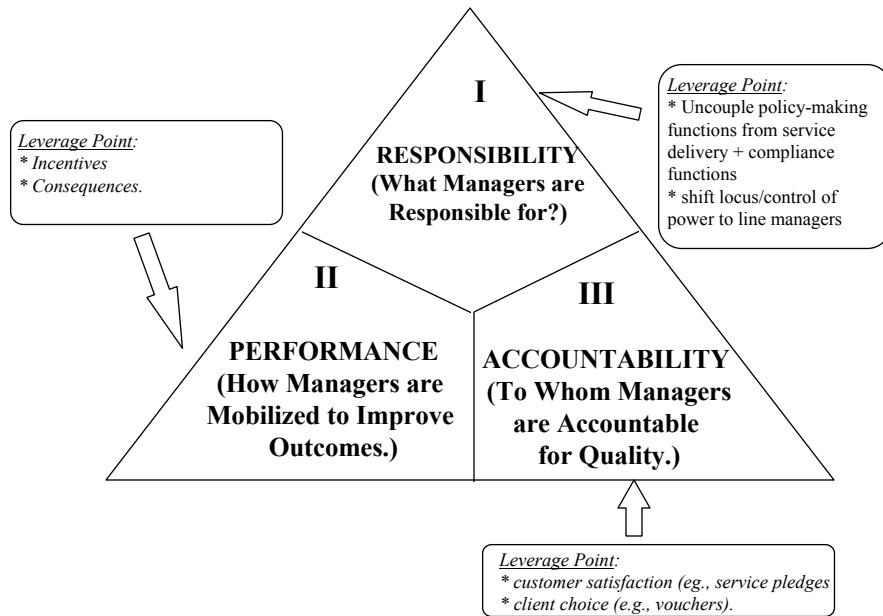 I
RESPONSIBILITY
(What Managers are
Responsible for?)
Leverage Point:
* Uncouple policy-making
functions from service
delivery + compliance
functions
* shift locus/control of
power to line managers
Leverage Point:
* Incentives
* Consequences.
II
PERFORMANCE
(How Managers are
Mobilized to Improve
Outcomes.)
III
ACCOUNTABILITY
(To Whom Managers
are Accountable
for Quality.)
Leverage Point:
* customer satisfaction (eg., service pledges
* client choice (e.g., vouchers).